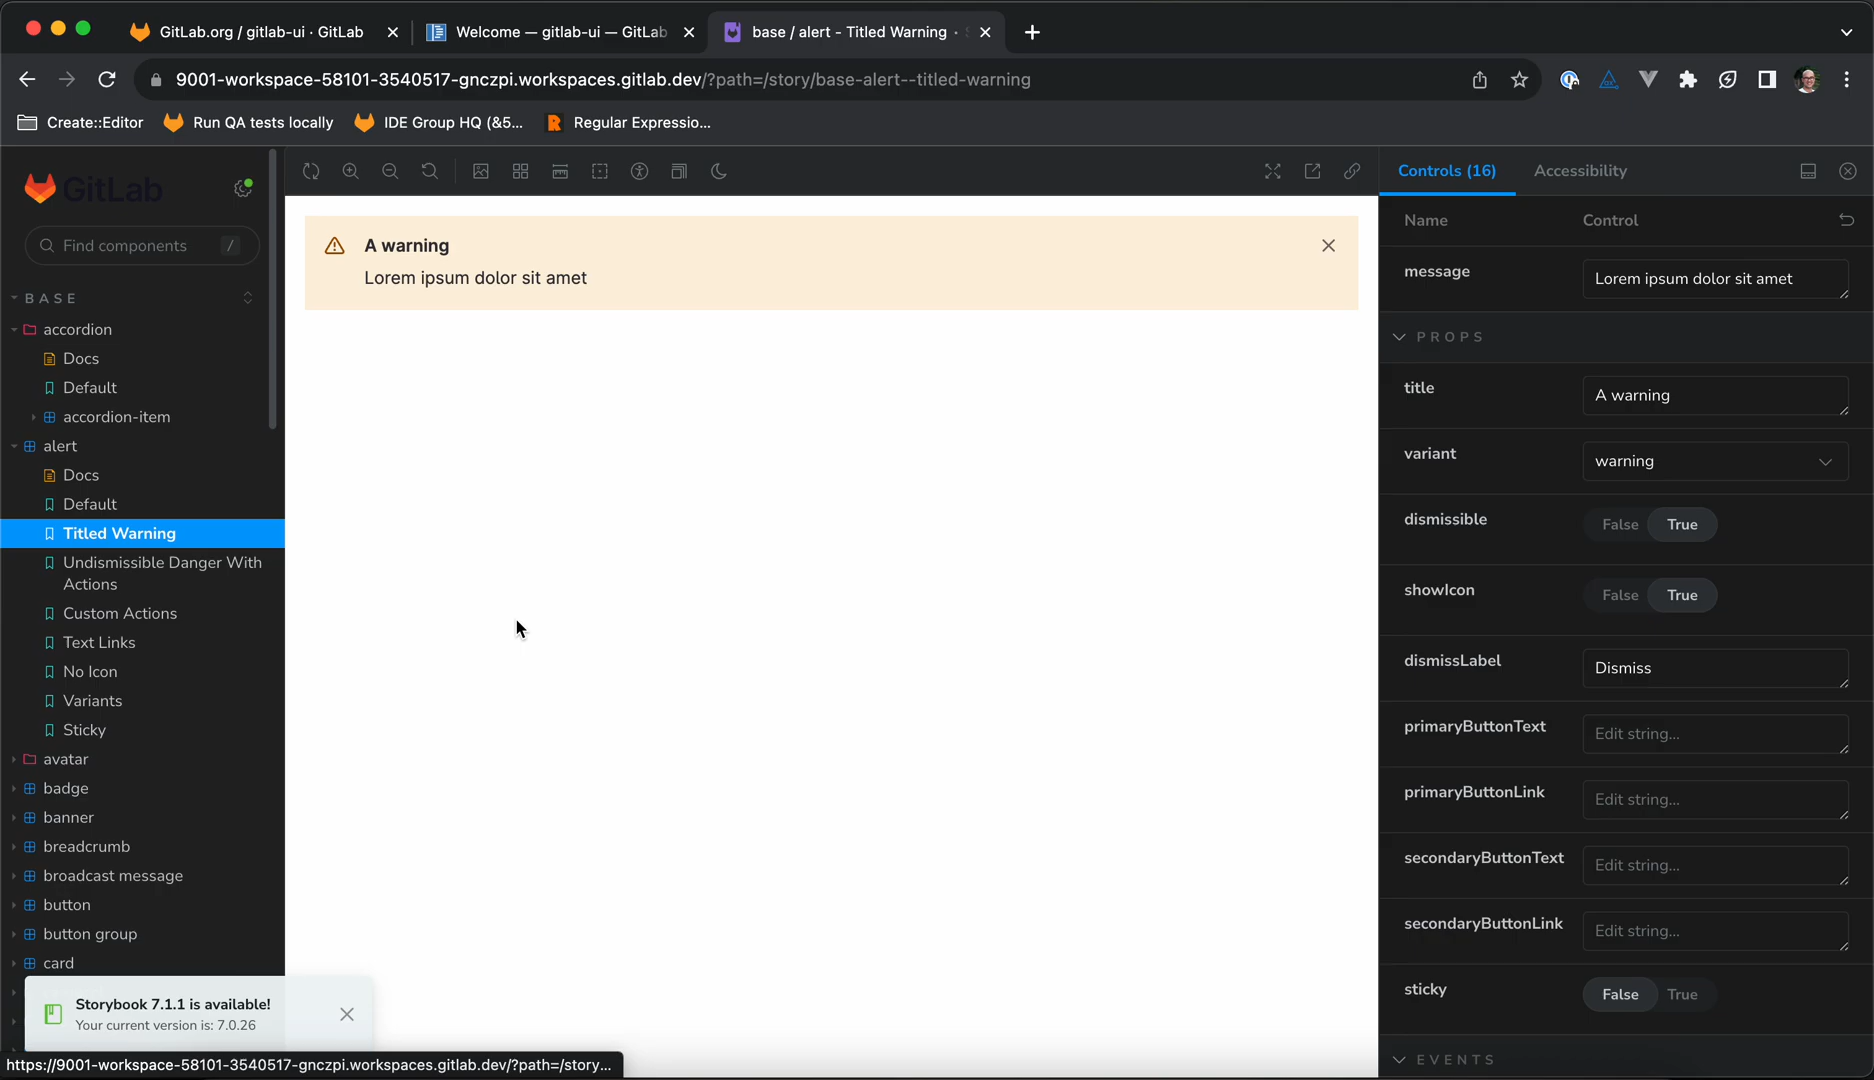 GitLab.org / gitlab-ui · GitLab
Welcome — gitlab-ui — GitLab
base / alert - Titled Warning ·
9001-workspace-58101-3540517-gnczpi.workspaces.gitlab.dev/?path=/story/base-alert--titled-warning
Create::Editor
Run QA tests locally
IDE Group HQ (&5...
Regular Expressio...
GitLab
Find components /
BASE
accordion
Docs
Default
accordion-item
alert
Docs
Default
Titled Warning
Undismissible Danger With
Actions
Custom Actions
Text Links
No Icon
Variants
Sticky
avatar
badge
banner
breadcrumb
broadcast message
button
button group
card
Storybook 7.1.1 is available!
Your current version is: 7.0.26
https://9001-workspace-58101-3540517-gnczpi.workspaces.gitlab.dev/?path=/story...
A warning
Lorem ipsum dolor sit amet
Controls (16)
Accessibility
Name Control
message Lorem ipsum dolor sit amet
PROPS
title A warning
variant warning
dismissible False True
showIcon False True
dismissLabel Dismiss
primaryButtonText Edit string...
primaryButtonLink Edit string...
secondaryButtonText Edit string...
secondaryButtonLink Edit string...
sticky False True
EVENTS